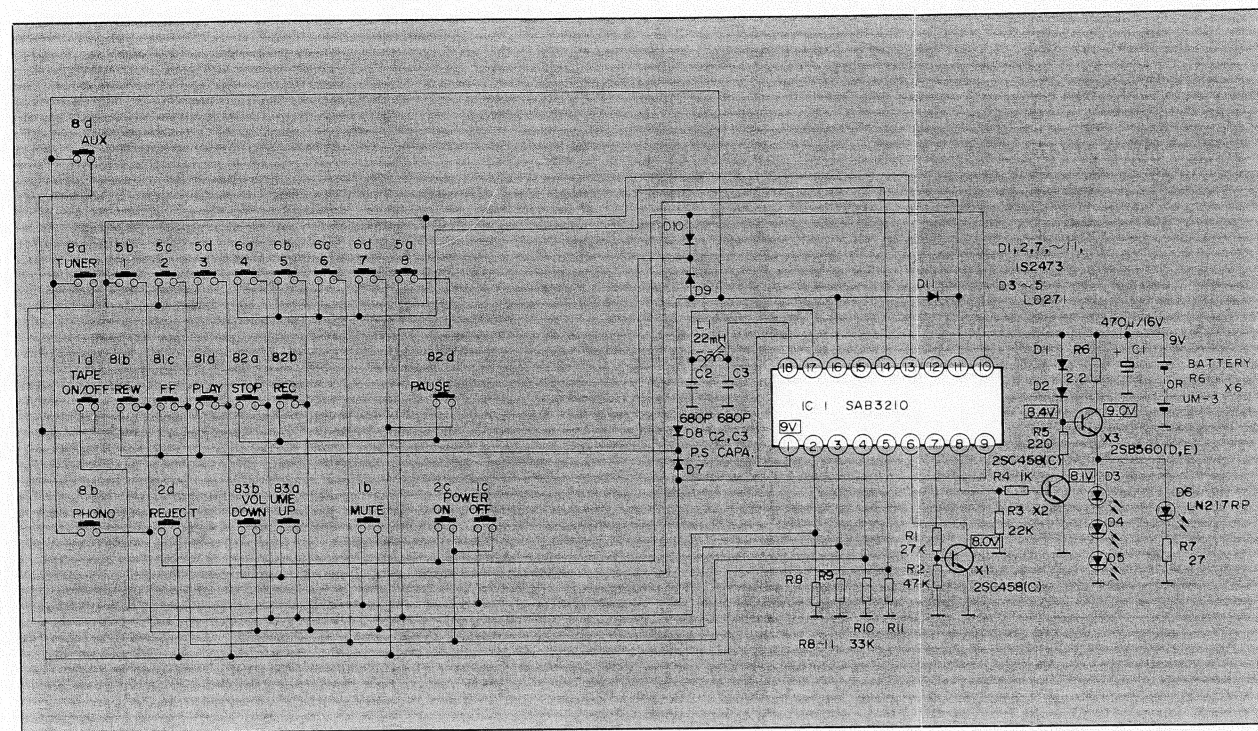 8d
AUX
8a 5b 5c 5d 6a 6b 6c 6d 5a
TUNER 1 2 3 4 5 6 7 8
1d 81b 81c 81d 82a 82b 82d
TAPE
ON/OFF REW FF PLAY STOP REC PAUSE
8b 2d 83b 83a 1b 2c 1c
VOLUME POWER
PHONO REJECT DOWN UP MUTE ON OFF
D10
D9
L1
22mH
C2 C3
680P 680P
D8 C2,C3
P.S CAPA.
D7
D11
D1,2,7,~11,
1S2473
D3~5
LD271
18 17 16 15 14 13 12 11 10
IC 1 SAB3210
9V
1 2 3 4 5 6 7 8 9
470μ/16V
D1 R6 + C1
2.2
D2
9V
BATTERY
OR R6 X6
UM-3
8.4V 9.0V
R5
220
X3
2SB560(D,E)
2SC458(C)
R4 1K 8.1V
X2
R3
22K
D3
D4
D5
D6
LN217RP
R7
27
R1
27K
8.0V
R2
47K
X1
2SC458(C)
R8 R9
R10 R11
R8-11 33K